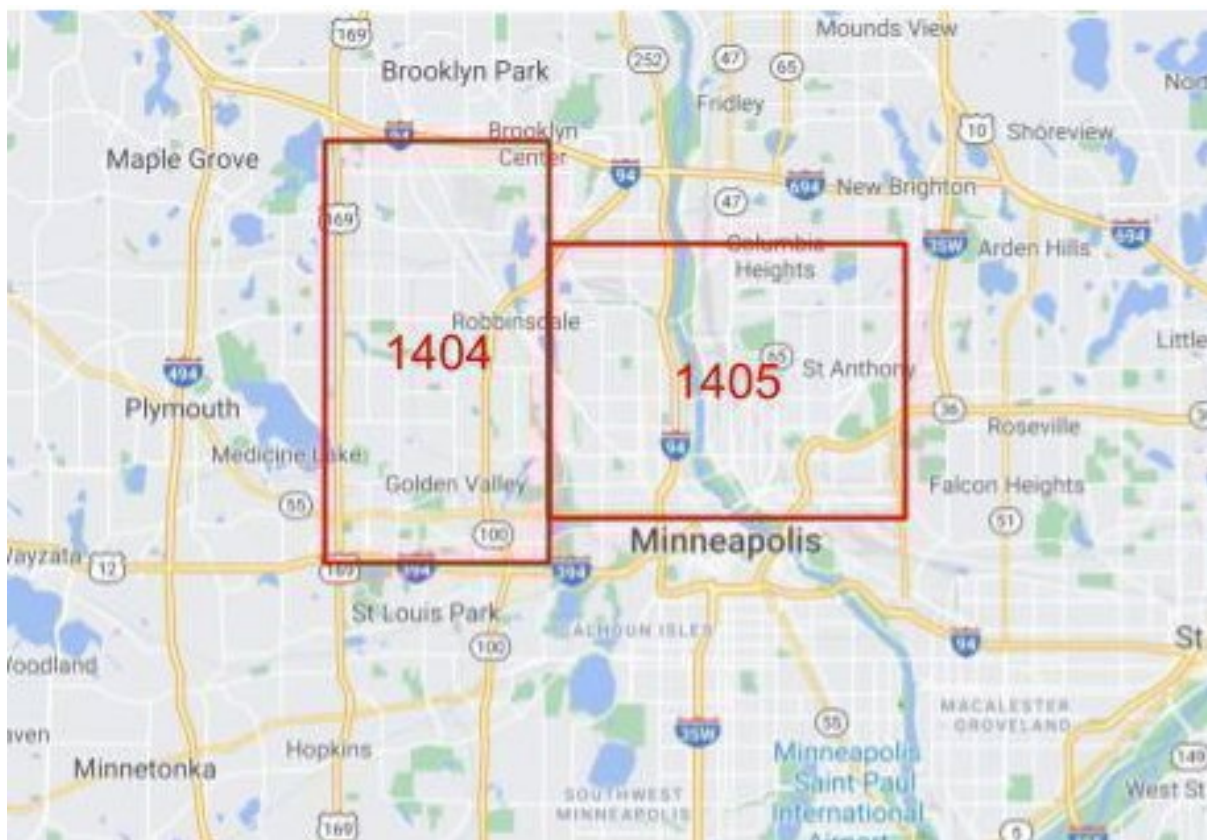 Mounds View
169
252
47
65
Brooklyn Park
Fridley
10
Shoreview
94
Brooklyn
Center
Maple Grove
94
694
New Brighton
47
169
Columbia
Heights
35W
Arden Hills
694
Robbinsdale
Little
1404
1405
65
St Anthony
494
Plymouth
36
Roseville
94
Medicine Lake
Golden Valley
Falcon Heights
55
51
100
Minneapolis
Wayzata
12
169
394
394
St Louis Park
94
St
100
Woodland
MACALESTER
- GROVELAND
55
35W
Hopkins
Minnetonka
Minneapolis
Saint Paul
International
Airport
149
West St
SOUTHWEST
MINNEAPOLIS
169
5